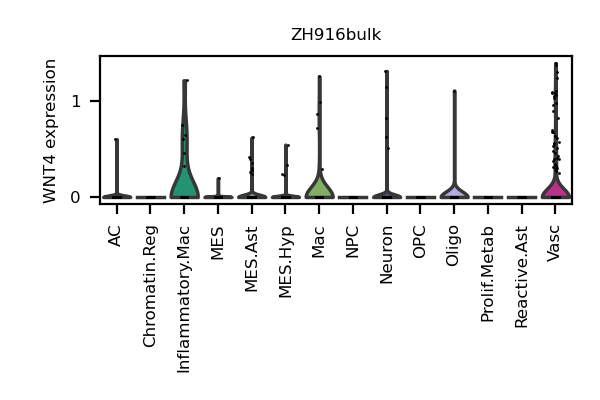 ZH916bulk
WNT4 expression
1
0
AC
Chromatin.Reg
Inflammatory.Mac
MES
MES.Ast
MES.Hyp
Mac
NPC
Neuron
OPC
Oligo
Prolif.Metab
Reactive.Ast
Vasc